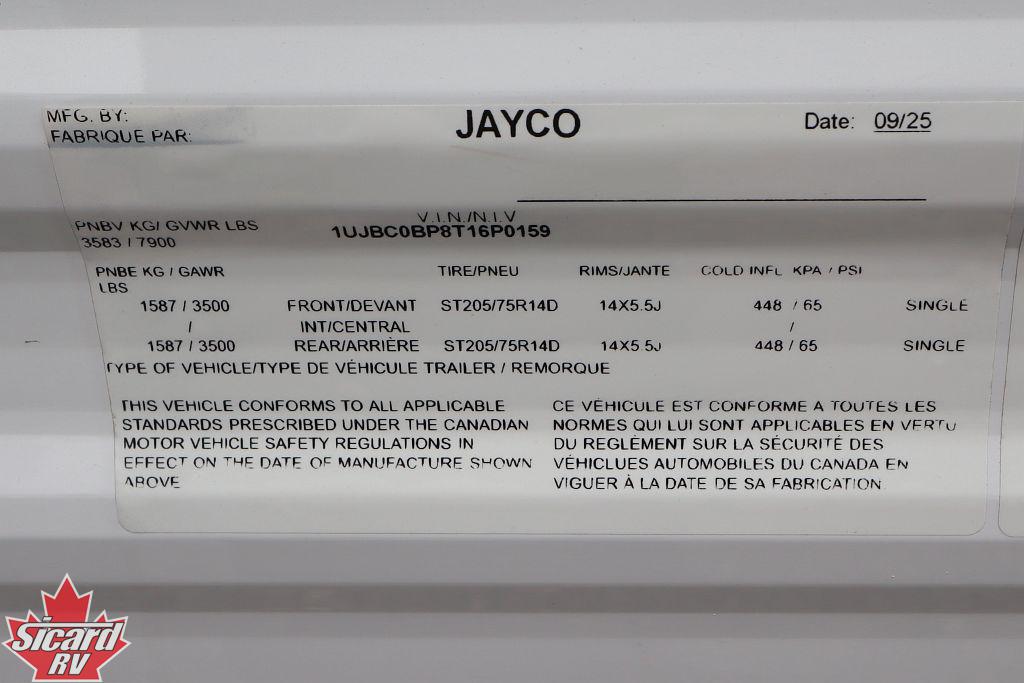 MFG. BY: JAYCO Date: 09/25
FABRIQUE PAR:
V.I.N./N.I.V
PNBV KG/ GVWR LBS 1UJBC0BP8T16P0159
3583 / 7900
PNBE KG / GAWR TIRE/PNEU RIMS/JANTE COLD INFL KPA / PSI
LBS
1587 / 3500 FRONT/DEVANT ST205/75R14D 14X5.5J 448 / 65 SINGLE
/ INT/CENTRAL /
1587 / 3500 REAR/ARRIÈRE ST205/75R14D 14X5.5J 448 / 65 SINGLE
TYPE OF VEHICLE/TYPE DE VÉHICULE TRAILER / REMORQUE
THIS VEHICLE CONFORMS TO ALL APPLICABLE
STANDARDS PRESCRIBED UNDER THE CANADIAN
MOTOR VEHICLE SAFETY REGULATIONS IN
EFFECT ON THE DATE OF MANUFACTURE SHOWN
ABOVE
CE VÉHICULE EST CONFORME A TOUTES LES
NORMES QUI LUI SONT APPLICABLES EN VERTU
DU REGLÈMENT SUR LA SÉCURITÉ DES
VÉHICLUES AUTOMOBILES DU CANADA EN
VIGUER À LA DATE DE SA FABRICATION.
Sicard
RV